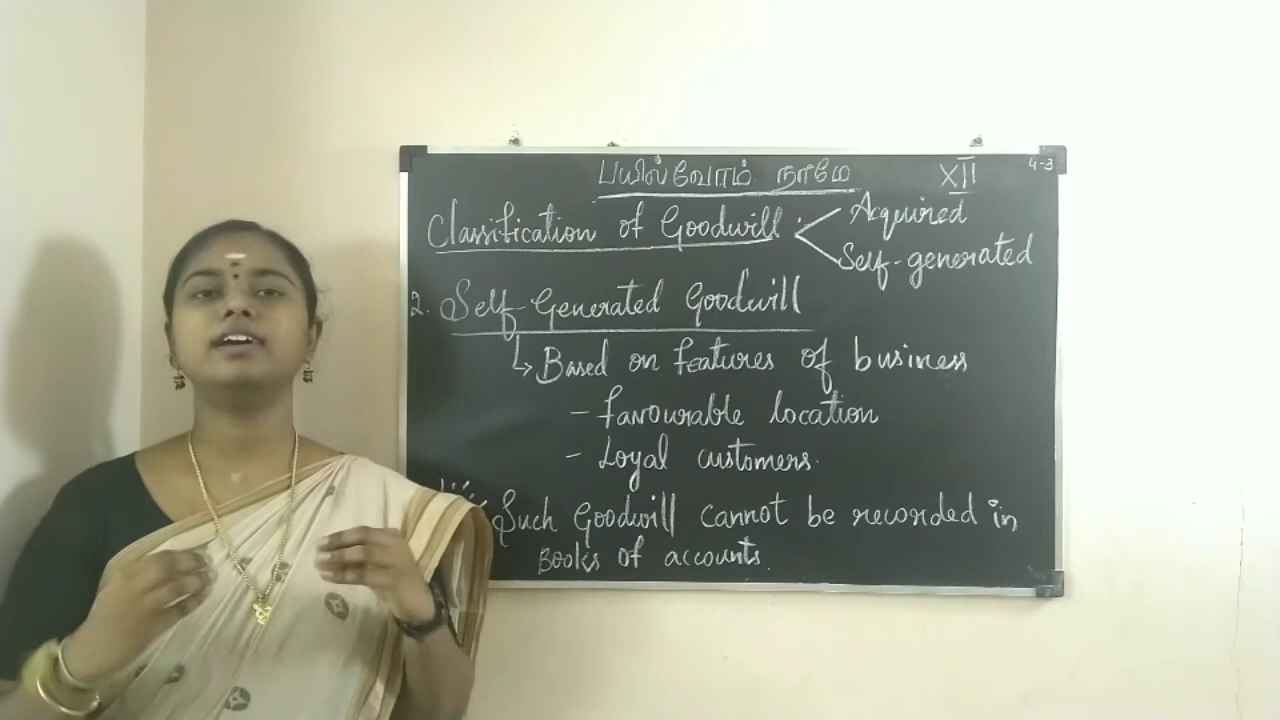 பயில்வோம் நாமே XII 4-3
Classification of Goodwill : Acquired
Self-generated
2. Self-Generated Goodwill
↳ Based on features of business
- favourable location
- Loyal customers.
Such Goodwill cannot be recorded in
Books of accounts.